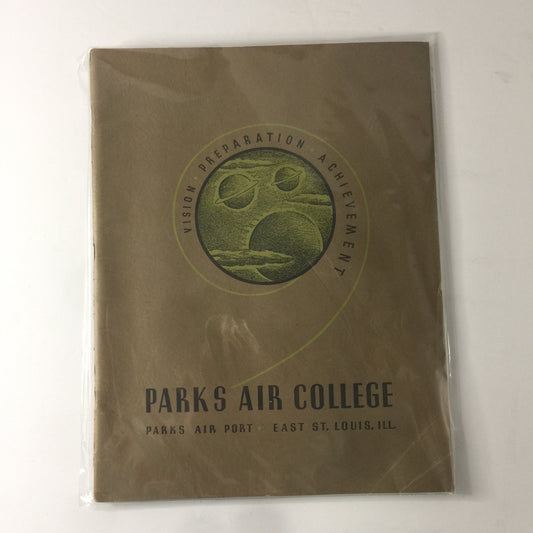 VISION · PREPARATION · ACHIEVEMENT
PARKS AIR COLLEGE
PARKS AIR PORT · EAST ST. LOUIS, ILL.